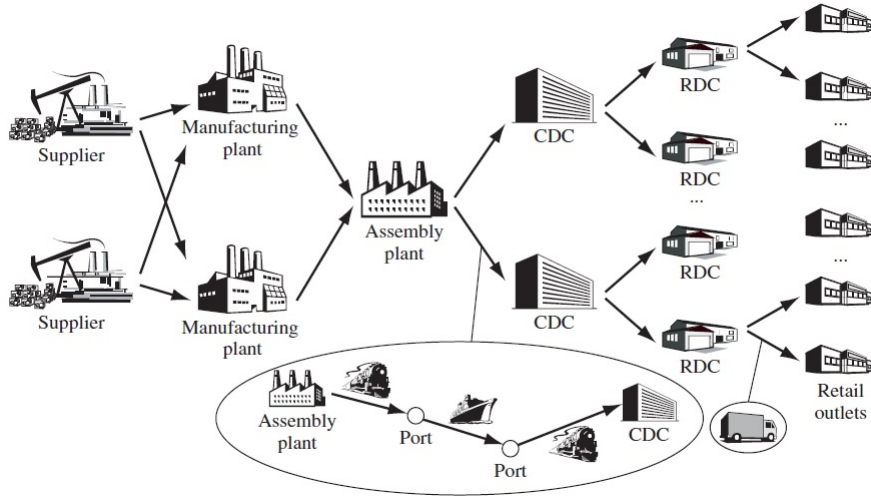 RDC
Manufacturing
plant
CDC
...
Supplier
RDC
RDC
...
Assembly
plant
RDC
...
Supplier
Manufacturing
plant
CDC
RDC
Retail
outlets
Assembly
plant
Port
CDC
Port